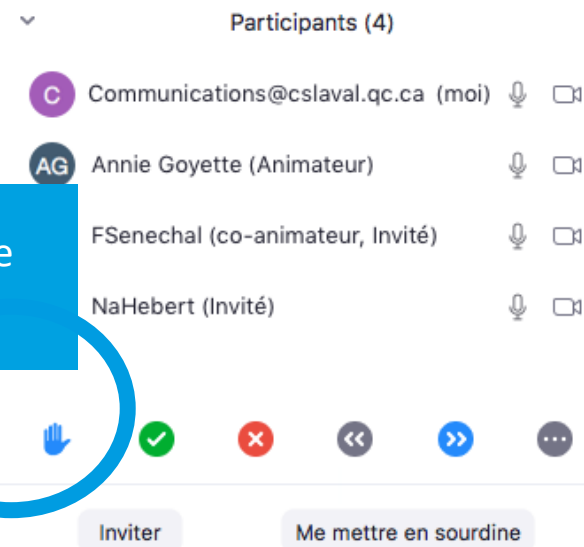 Participants (4)
C Communications@cslaval.qc.ca (moi)
AG Annie Goyette (Animateur)
e FSenechal (co-animateur, Invité)
NaHebert (Invité)
Inviter Me mettre en sourdine